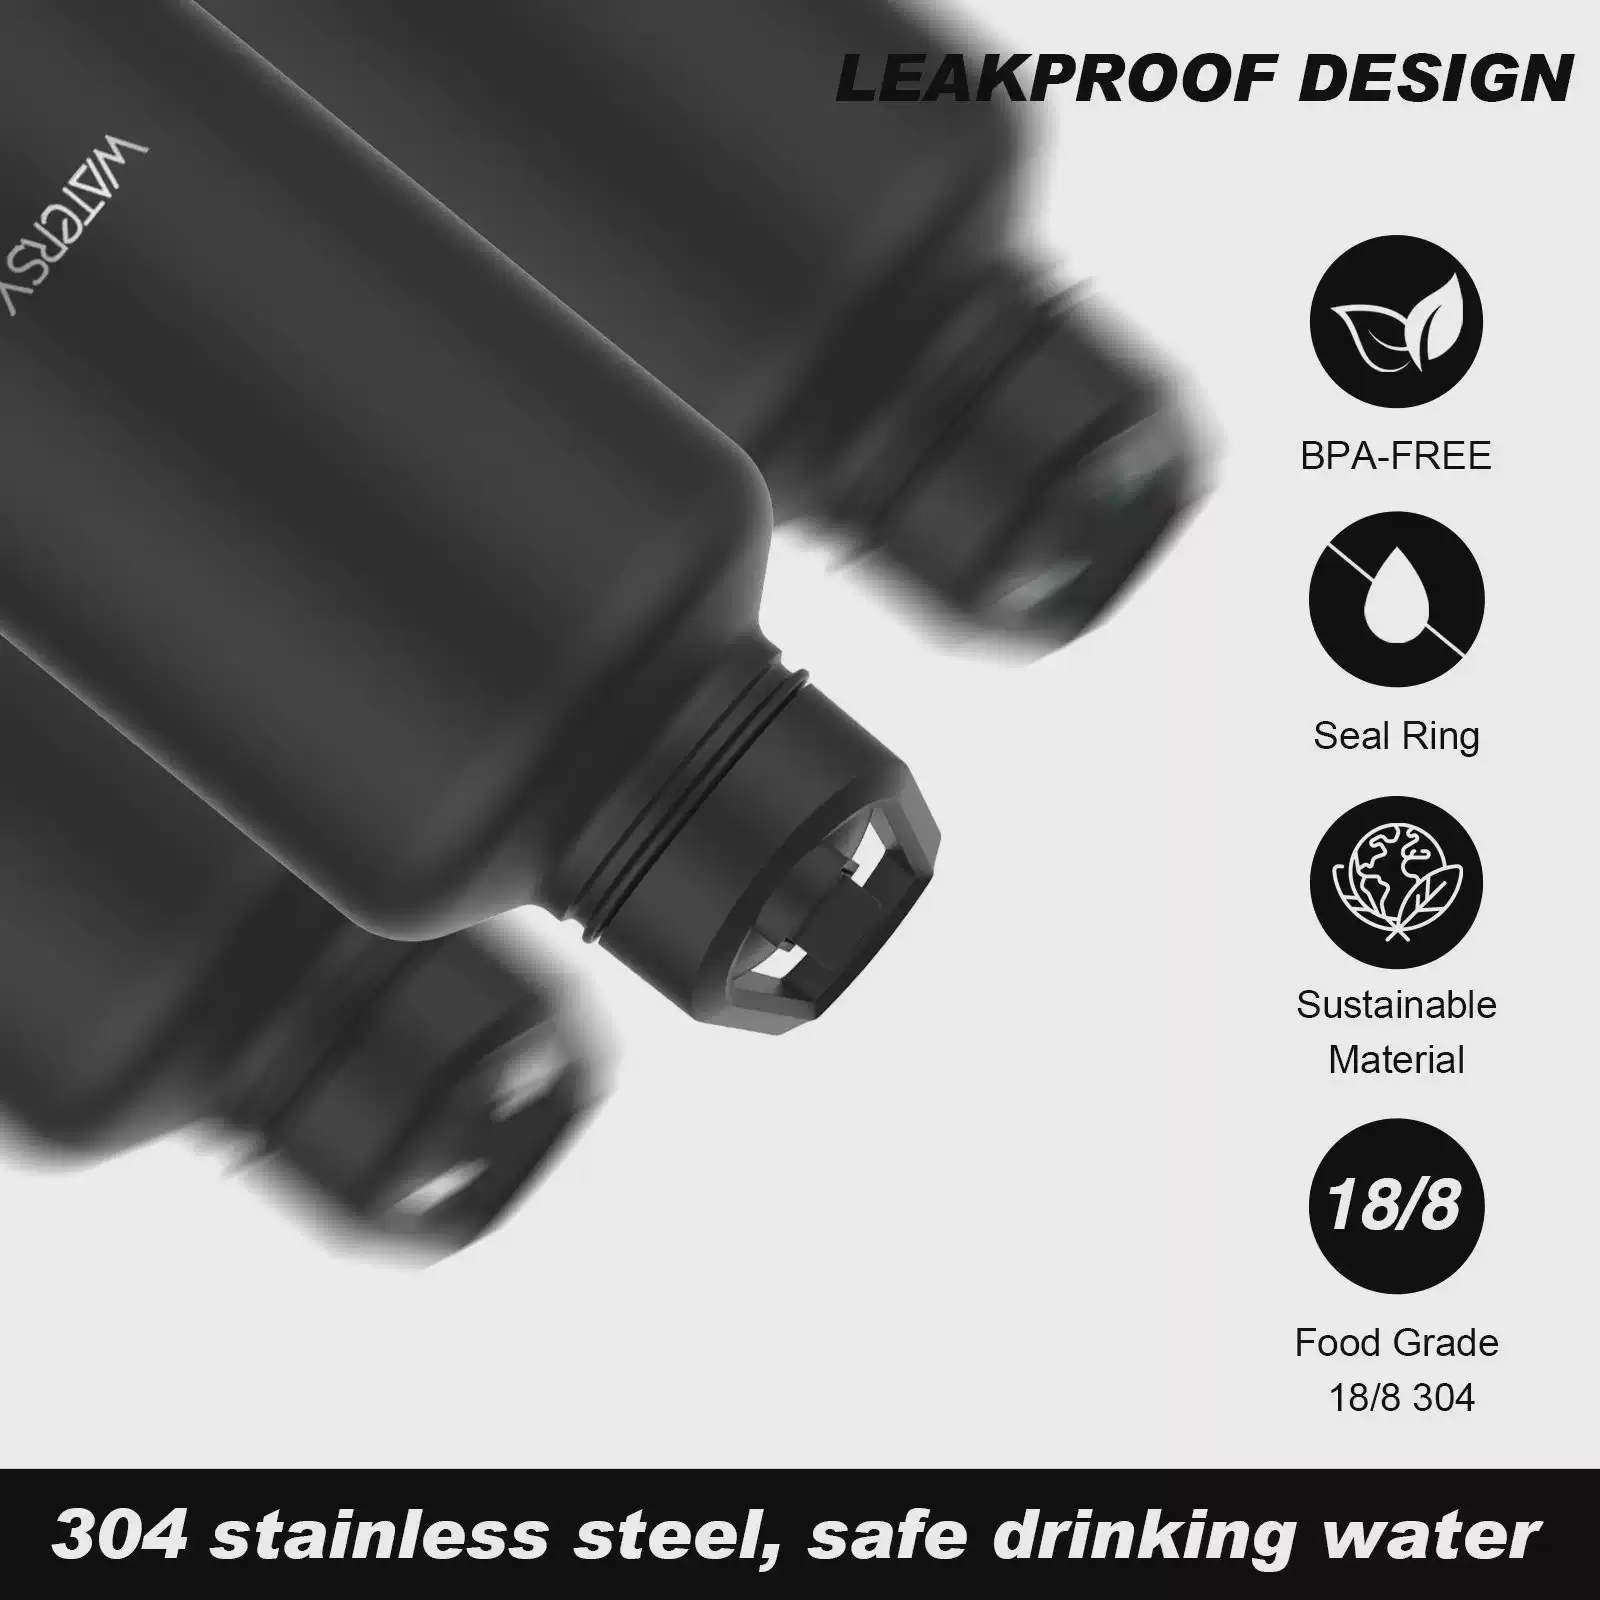 LEAKPROOF DESIGN
WATERSY
BPA-FREE
Seal Ring
Sustainable
Material
18/8
Food Grade
18/8 304
304 stainless steel, safe drinking water